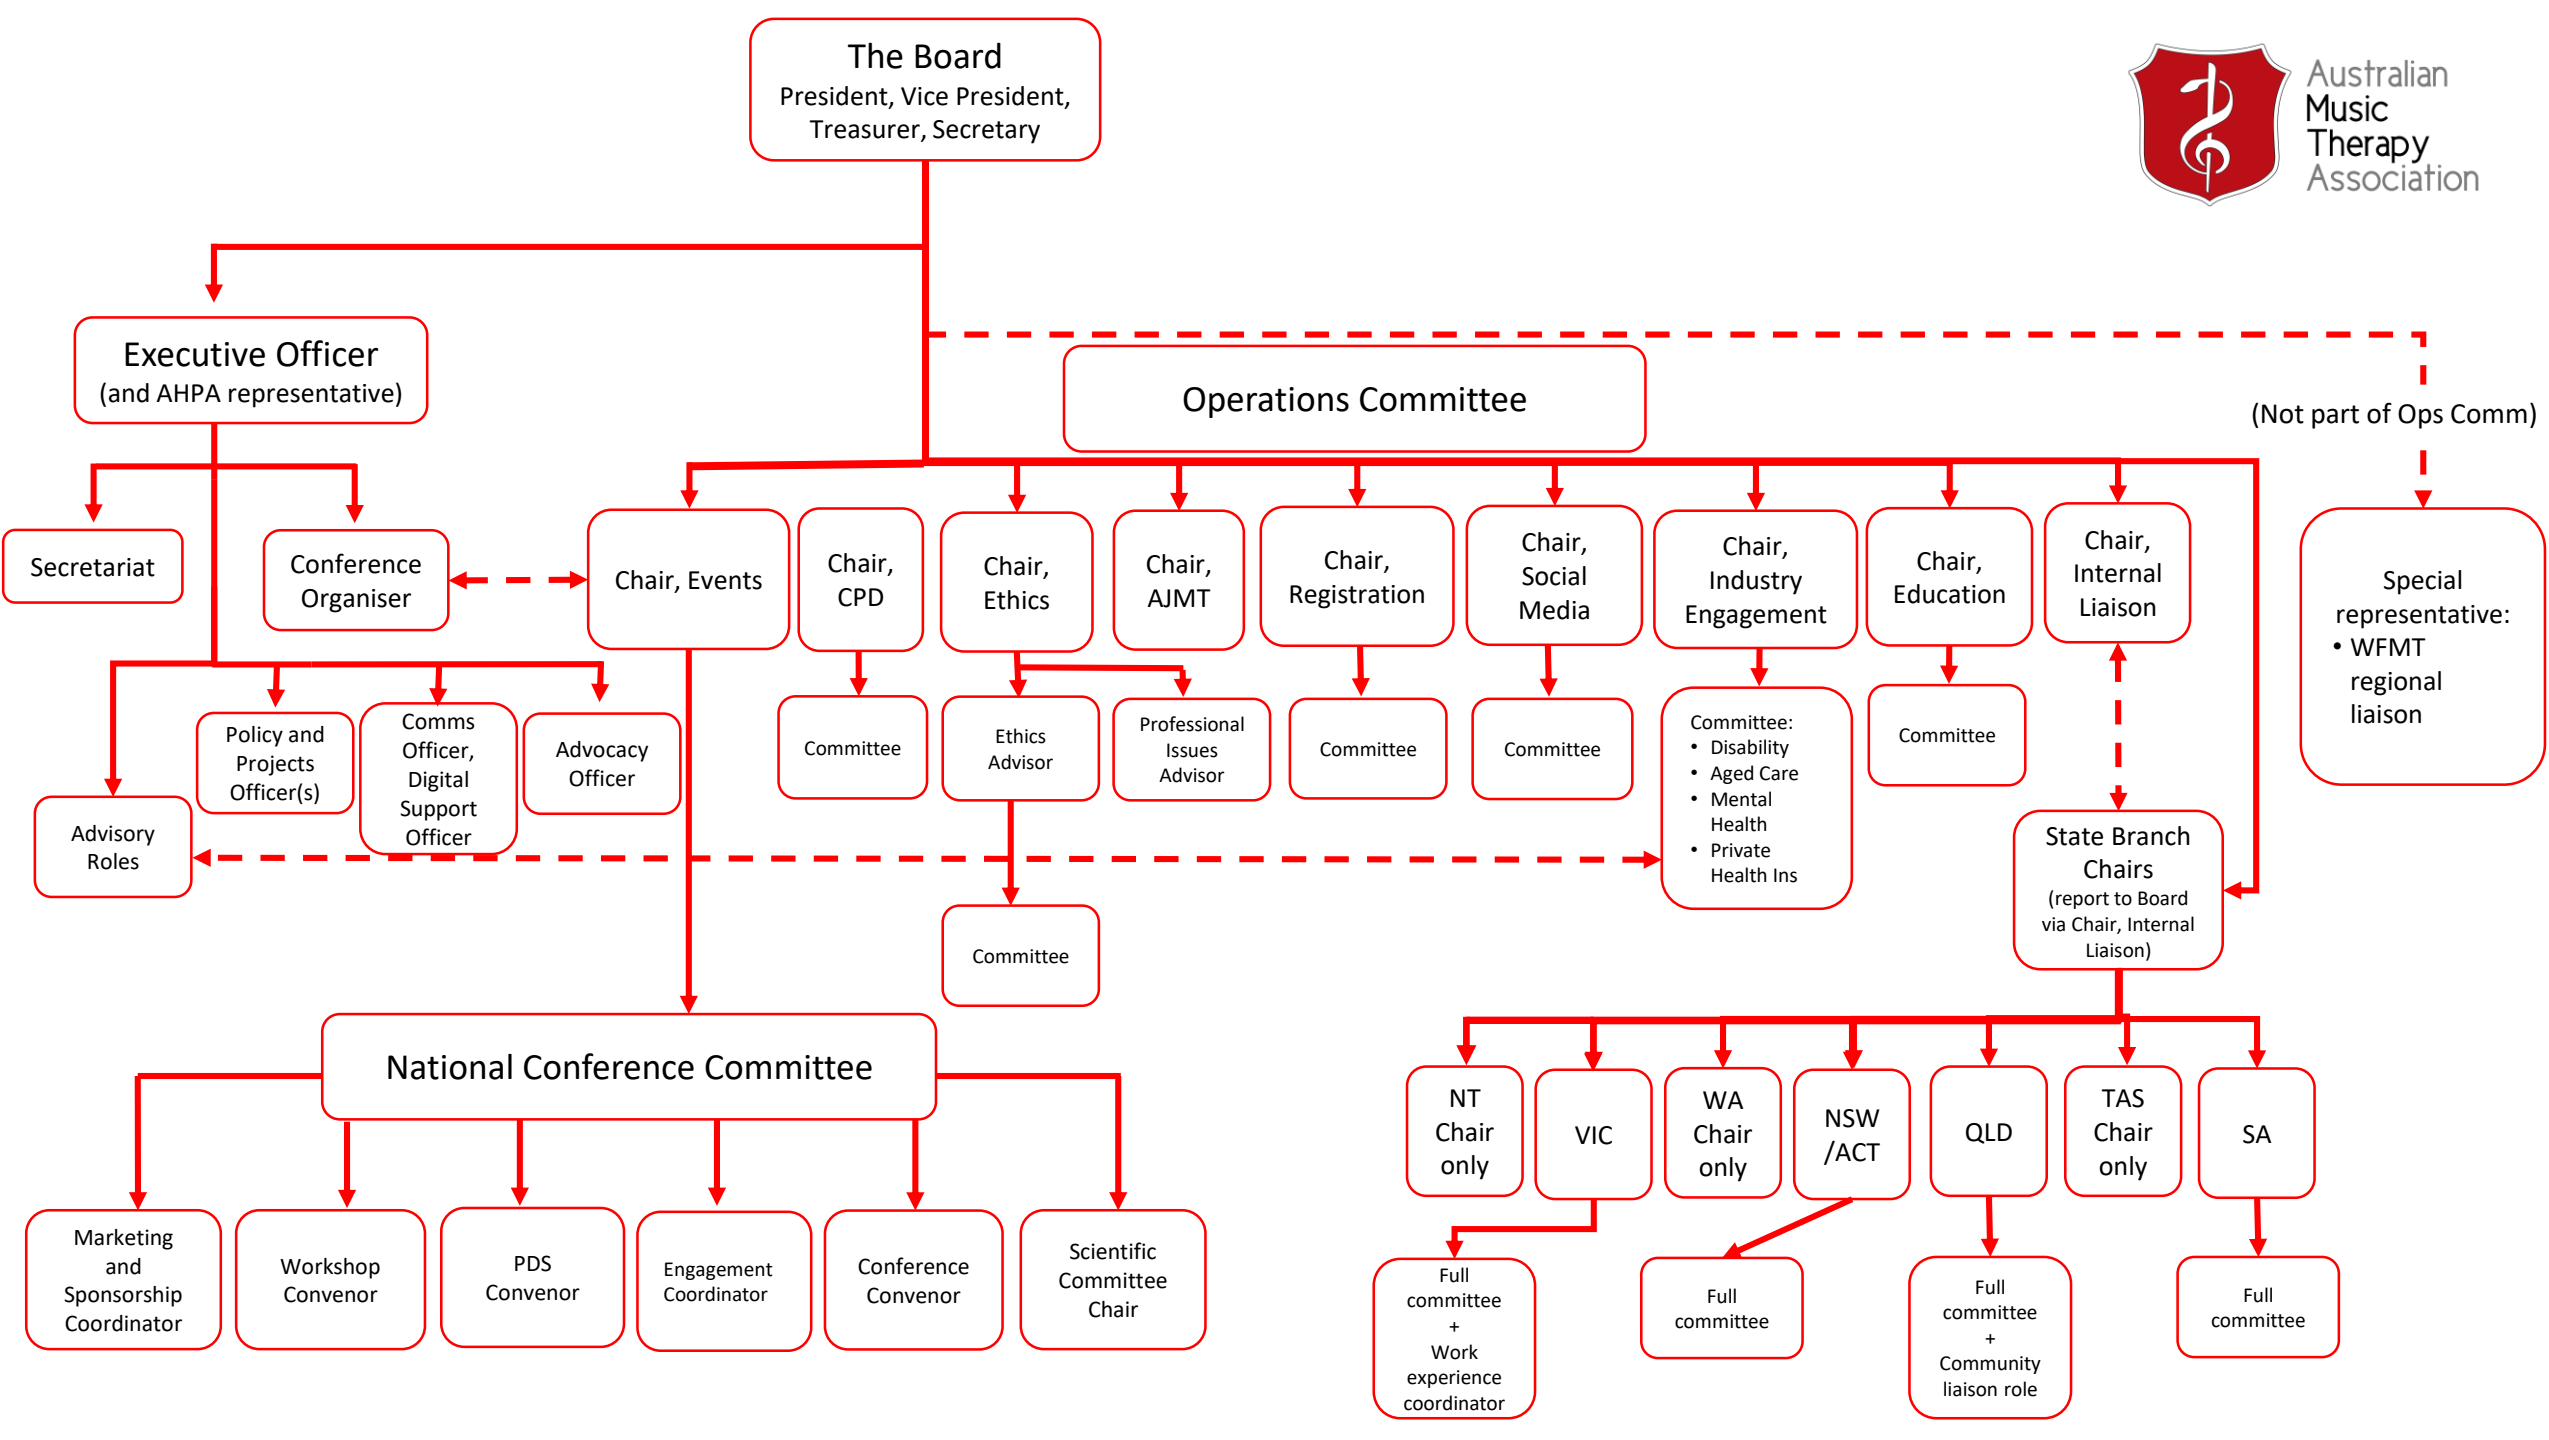 The Board
President, Vice President,
Treasurer, Secretary
Australian
Music
Therapy
Association
Executive Officer
(and AHPA representative)
Operations Committee
(Not part of Ops Comm)
Secretariat
Conference
Organiser
Chair, Events
Chair,
CPD
Chair,
Ethics
Chair,
AJMT
Chair,
Registration
Chair,
Social
Media
Chair,
Industry
Engagement
Chair,
Education
Chair,
Internal
Liaison
Special
representative:
• WFMT
regional
liaison
Advisory
Roles
Policy and
Projects
Officer(s)
Comms
Officer,
Digital
Support
Officer
Advocacy
Officer
Committee
Ethics
Advisor
Professional
Issues
Advisor
Committee
Committee
Committee:
• Disability
• Aged Care
• Mental
Health
• Private
Health Ins
Committee
State Branch
Chairs
(report to Board
via Chair, Internal
Liaison)
Committee
National Conference Committee
Marketing
and
Sponsorship
Coordinator
Workshop
Convenor
PDS
Convenor
Engagement
Coordinator
Conference
Convenor
Scientific
Committee
Chair
NT
Chair
only
VIC
WA
Chair
only
NSW
/ACT
QLD
TAS
Chair
only
SA
Full
committee
+
Work
experience
coordinator
Full
committee
Full
committee
+
Community
liaison role
Full
committee